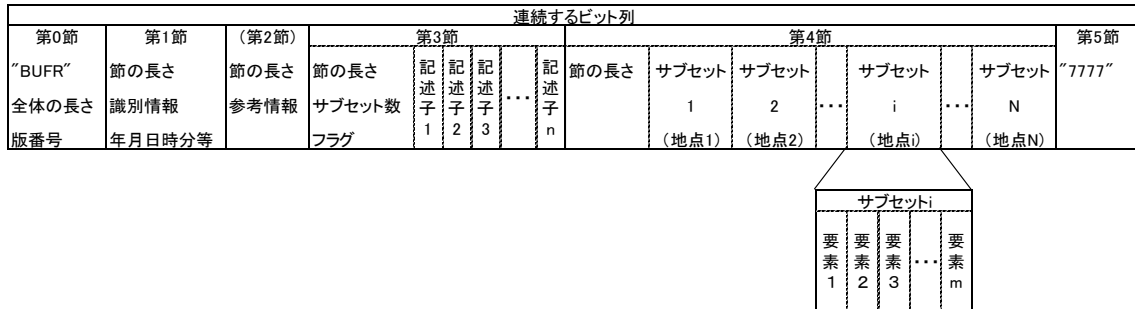 連続するビット列
第0節 第1節 (第2節) 第3節 第4節 第5節
"BUFR" 節の長さ 節の長さ 節の長さ 記述子1 記述子2 記述子3 ・・・ 記述子n 節の長さ サブセット サブセット サブセット サブセット "7777"
全体の長さ 識別情報 参考情報 サブセット数 1 2 ・・・ i ・・・ N
版番号 年月日時分等 フラグ (地点1) (地点2) (地点i) (地点N)
サブセットi
要素1 要素2 要素3 ・・・ 要素m